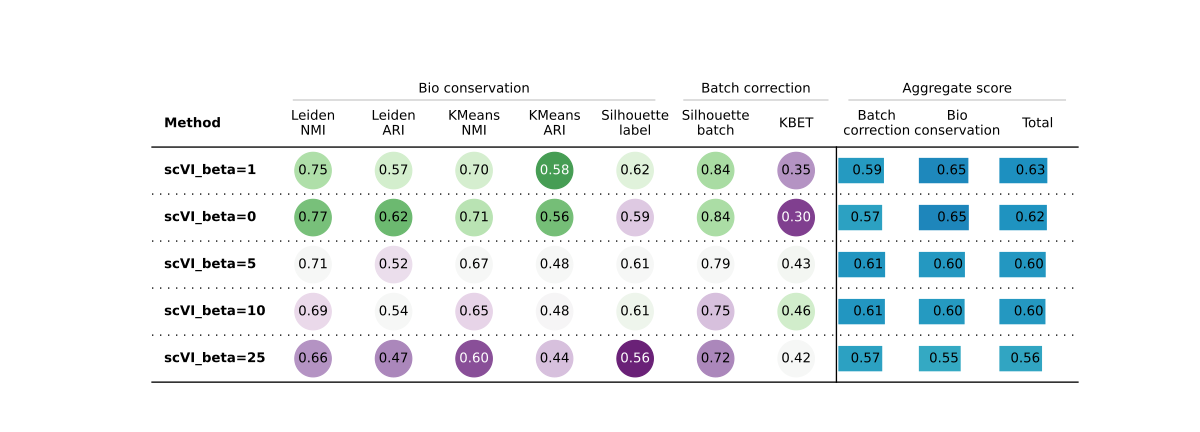 Bio conservation Batch correction Aggregate score
Method Leiden NMI Leiden ARI KMeans NMI KMeans ARI Silhouette label Silhouette batch KBET Batch correction Bio conservation Total
scVI_beta=1 0.75 0.57 0.70 0.58 0.62 0.84 0.35 0.59 0.65 0.63
scVI_beta=0 0.77 0.62 0.71 0.56 0.59 0.84 0.30 0.57 0.65 0.62
scVI_beta=5 0.71 0.52 0.67 0.48 0.61 0.79 0.43 0.61 0.60 0.60
scVI_beta=10 0.69 0.54 0.65 0.48 0.61 0.75 0.46 0.61 0.60 0.60
scVI_beta=25 0.66 0.47 0.60 0.44 0.56 0.72 0.42 0.57 0.55 0.56